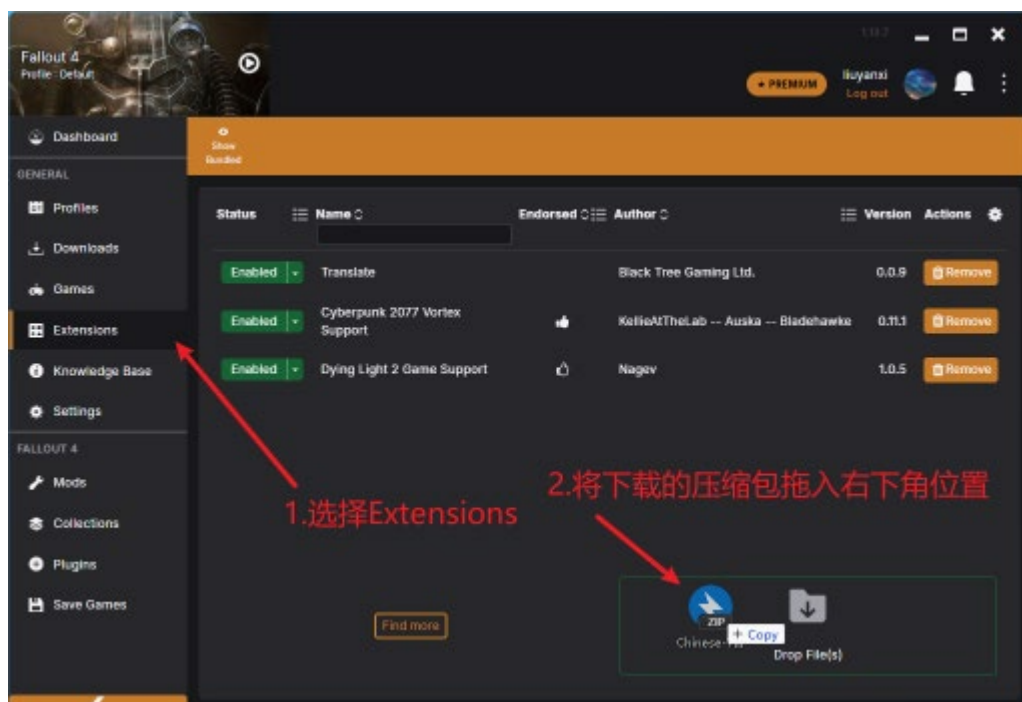 Fallout 4
Profile : Default
PREMIUM
liuyanxi
Log out
Dashboard
Show
Bundled
GENERAL
Profiles
Downloads
Games
Extensions
Knowledge Base
Settings
FALLOUT 4
Mods
Collections
Plugins
Save Games
Status Name Endorsed Author Version Actions
Enabled Translate Black Tree Gaming Ltd. 0.0.9 Remove
Enabled Cyberpunk 2077 Vortex Support KellieAtTheLab -- Auska -- Bladehawke 0.11.1 Remove
Enabled Dying Light 2 Game Support Nagev 1.0.5 Remove
1.选择Extensions
2.将下载的压缩包拖入右下角位置
Find more
ZIP
+ Copy
Drop File(s)